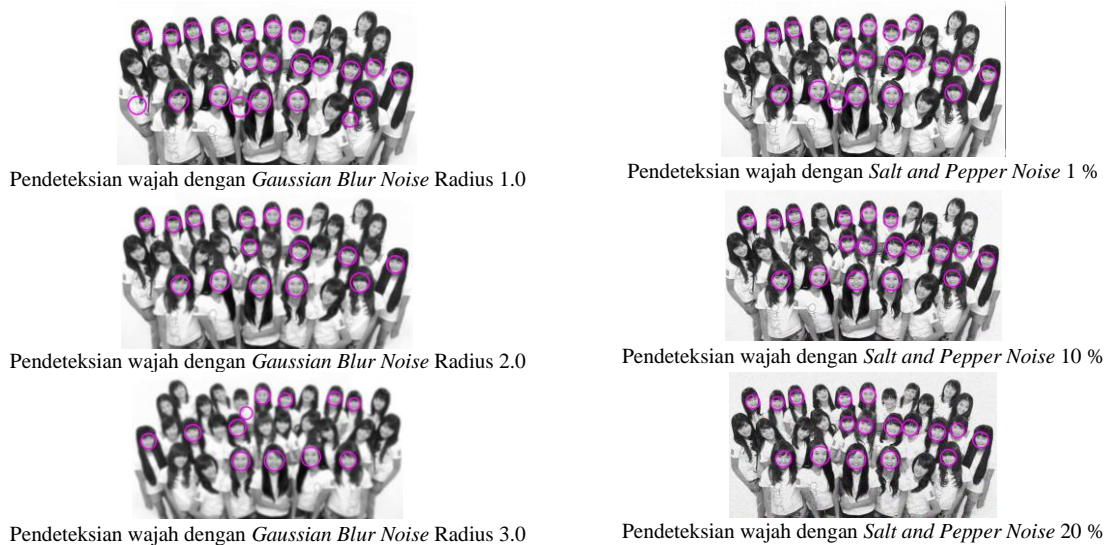 Pendeteksian wajah dengan Gaussian Blur Noise Radius 1.0
Pendeteksian wajah dengan Salt and Pepper Noise 1 %
Pendeteksian wajah dengan Gaussian Blur Noise Radius 2.0
Pendeteksian wajah dengan Salt and Pepper Noise 10 %
Pendeteksian wajah dengan Gaussian Blur Noise Radius 3.0
Pendeteksian wajah dengan Salt and Pepper Noise 20 %